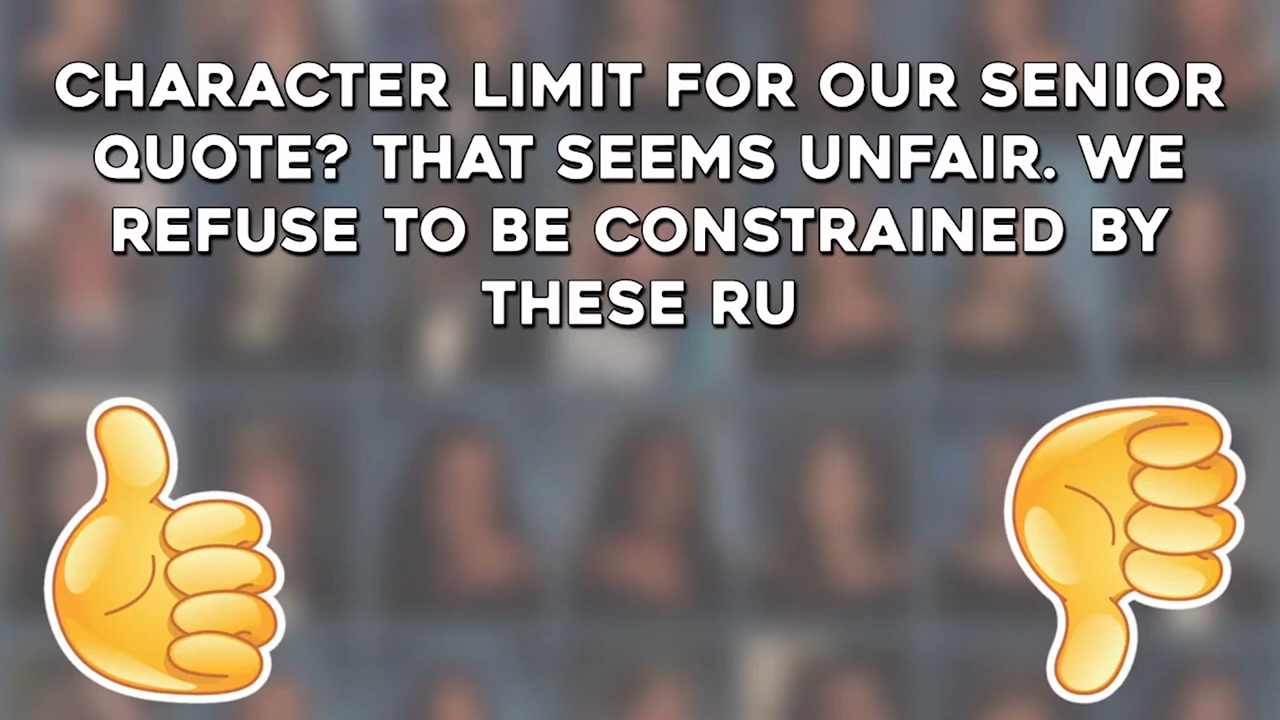 CHARACTER LIMIT FOR OUR SENIOR
QUOTE? THAT SEEMS UNFAIR. WE
REFUSE TO BE CONSTRAINED BY
THESE RU